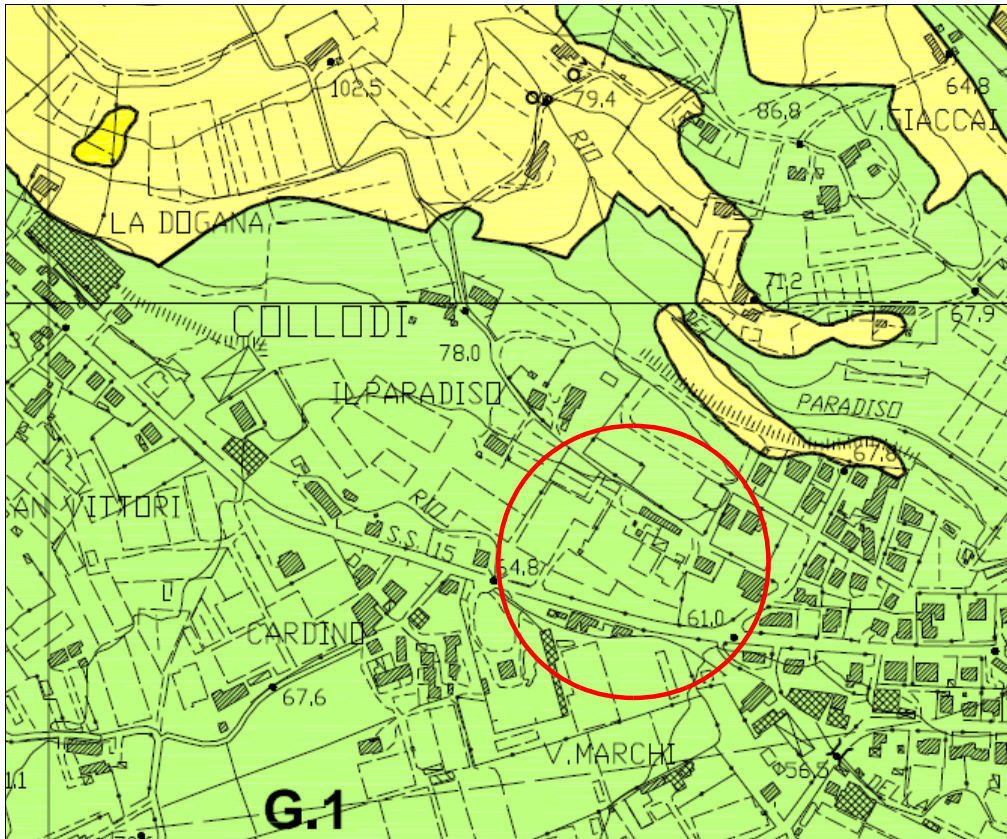 102,5
79.4
64,8
86,8
V.GIACCAI
RIO
LA DOGANA
71,2
67,9
COLLODI
78.0
IL PARADISO
PARADISO
67.8
SAN VITTORI
RIO
S.S. 15
54.8
61.0
CARDINO
67.6
V.MARCHI
56,5
DELLA
G.1